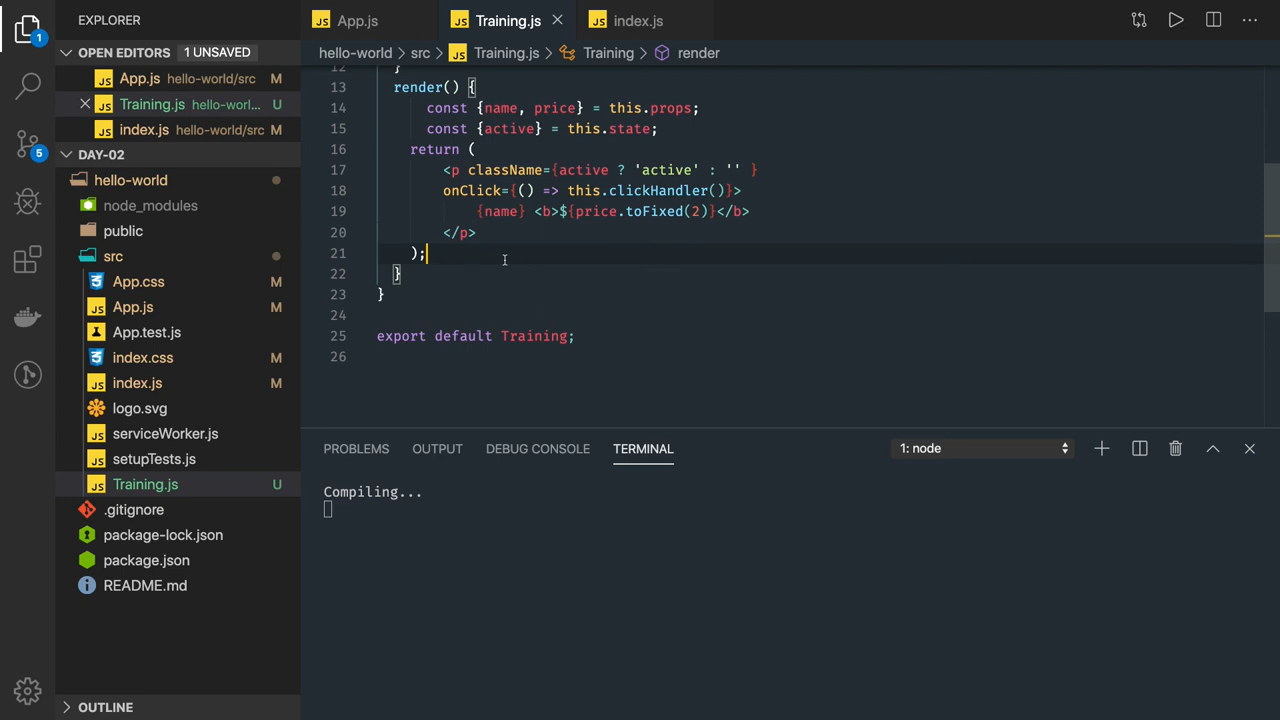 EXPLORER
App.js
Training.js
index.js
OPEN EDITORS 1 UNSAVED
hello-world > src > Training.js > Training > render
App.js hello-world/src M
Training.js hello-worl... U
index.js hello-world/src M
DAY-02
hello-world
node_modules
public
src
App.css M
App.js M
App.test.js
index.css M
index.js M
logo.svg
serviceWorker.js
setupTests.js
Training.js U
.gitignore
package-lock.json
package.json
README.md
OUTLINE
1
5
12 }
13 render() {
14 const {name, price} = this.props;
15 const {active} = this.state;
16 return (
17 <p className={active ? 'active' : '' }
18 onClick={() => this.clickHandler()}>
19 {name} <b>${price.toFixed(2)}</b>
20 </p>
21 );
22 }
23 }
24
25 export default Training;
26
PROBLEMS OUTPUT DEBUG CONSOLE TERMINAL 1: node
Compiling...